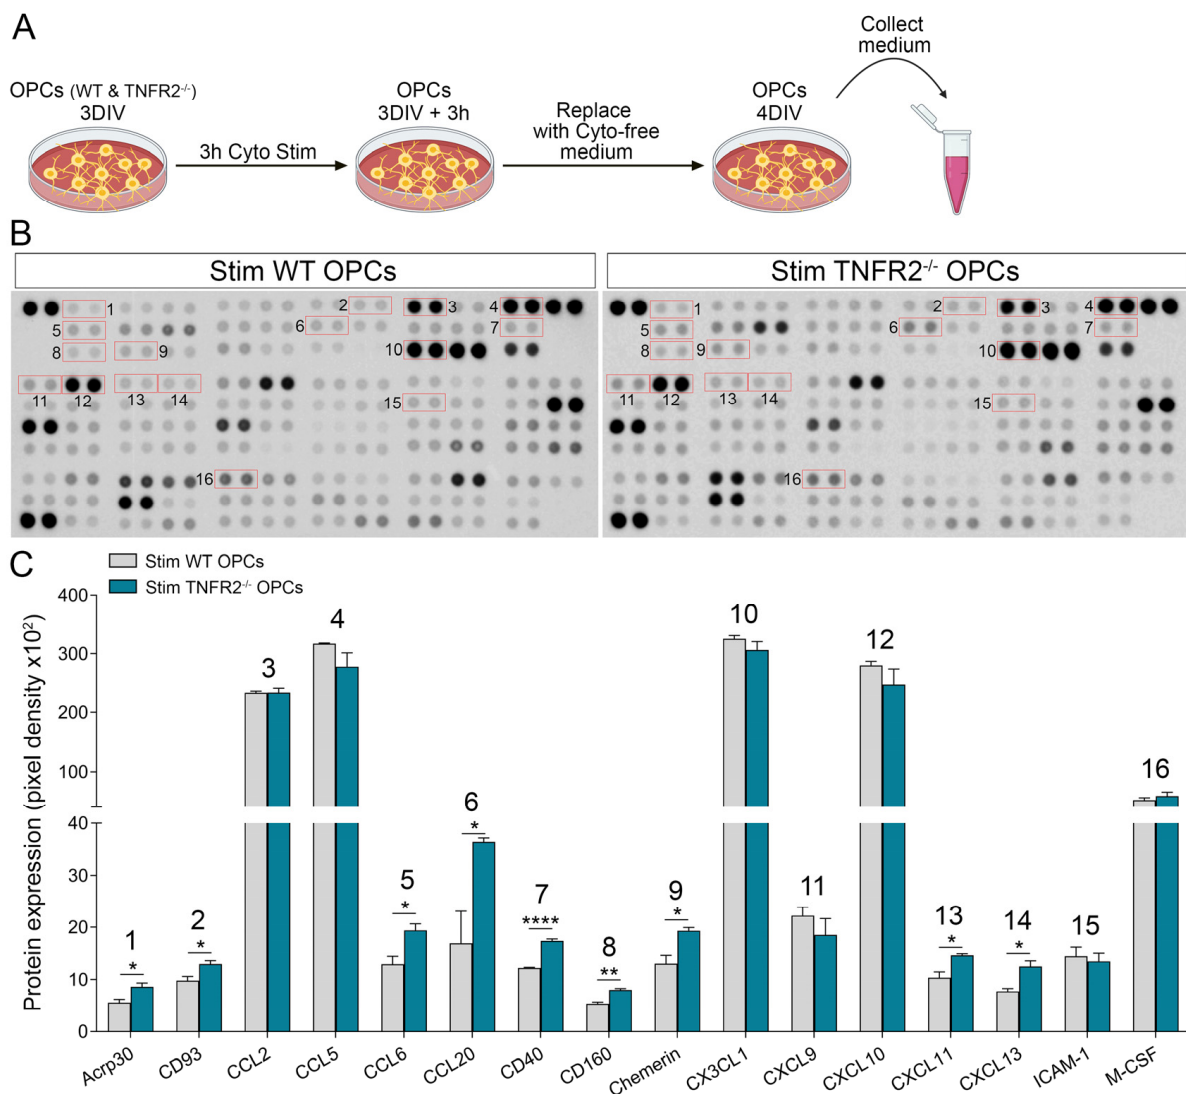 A
OPCs (WT & TNFR2-/-)
3DIV
3h Cyto Stim
OPCs
3DIV + 3h
Replace
with Cyto-free
medium
OPCs
4DIV
Collect
medium
B
Stim WT OPCs
Stim TNFR2-/- OPCs
1
2
3
4
5
6
7
8
9
10
11
12
13
14
15
16
1
2
3
4
5
6
7
8
9
10
11
12
13
14
15
16
C
Stim WT OPCs
Stim TNFR2-/- OPCs
Protein expression (pixel density x10²)
400
300
200
100
40
30
20
10
0
1
*
2
*
3
4
5
*
6
*
7
****
8
**
9
*
10
11
12
13
*
14
*
15
16
Acrp30
CD93
CCL2
CCL5
CCL6
CCL20
CD40
CD160
Chemerin
CX3CL1
CXCL9
CXCL10
CXCL11
CXCL13
ICAM-1
M-CSF